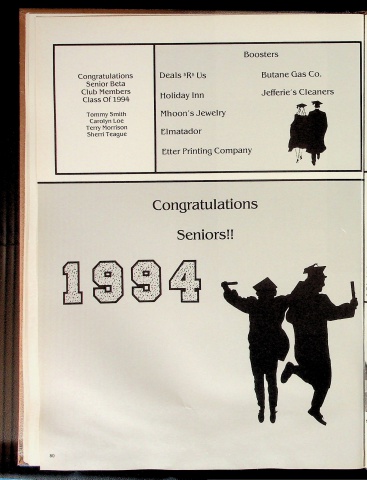 Congratulations
Senior Beta
Club Members
Class Of 1994
Tommy Smith
Carolyn Loe
Terry Morrison
Sherri Teague
Boosters
Deals "R" Us
Holiday Inn
Mhoon's Jewelry
Elmatador
Etter Printing Company
Butane Gas Co.
Jefferie's Cleaners
Congratulations
Seniors!!
1994
80